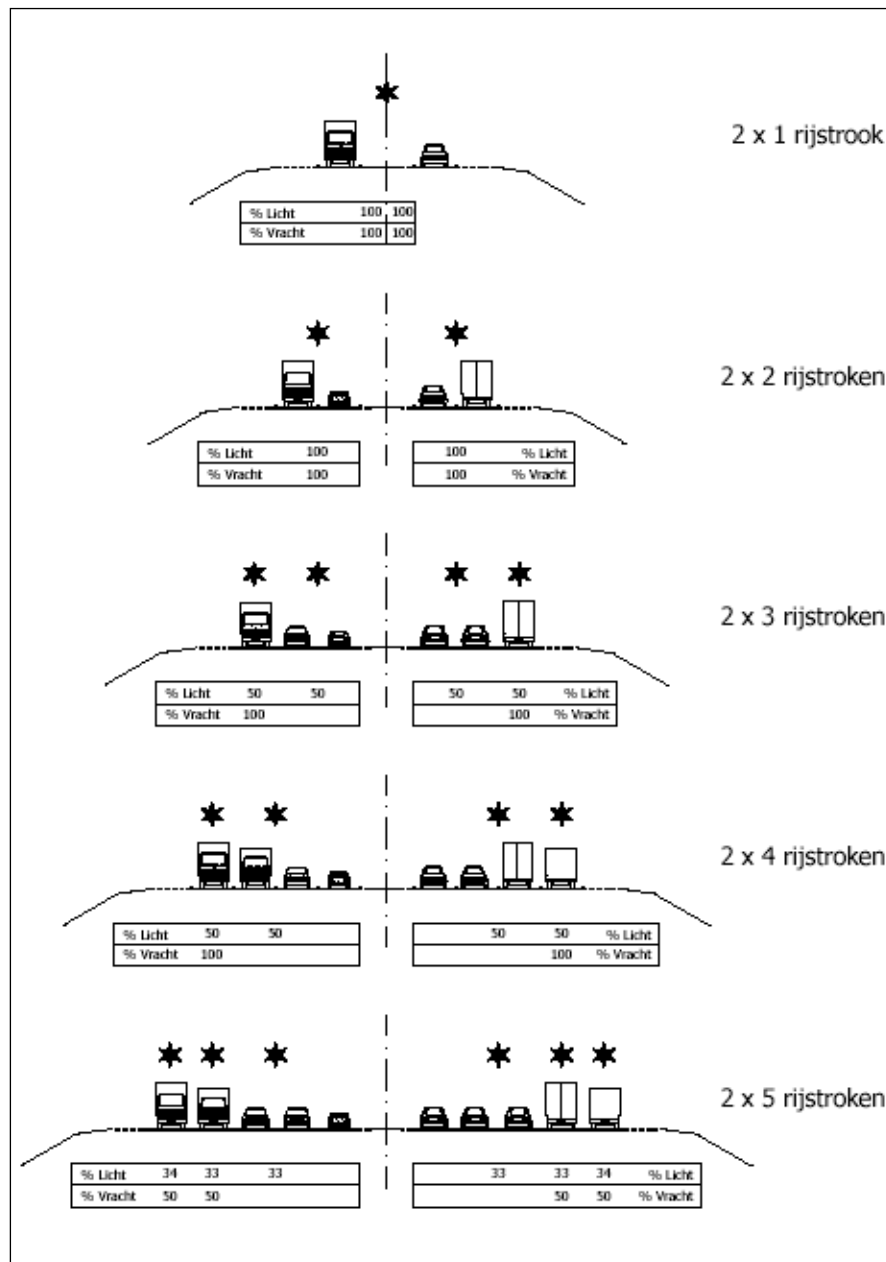 2 x 1 rijstrook
% Licht 100 100
% Vracht 100 100
2 x 2 rijstroken
% Licht 100 100 % Licht
% Vracht 100 100 % Vracht
2 x 3 rijstroken
% Licht 50 50 50 50 % Licht
% Vracht 100 100 % Vracht
2 x 4 rijstroken
% Licht 50 50 50 50 % Licht
% Vracht 100 100 % Vracht
2 x 5 rijstroken
% Licht 34 33 33 33 33 34 % Licht
% Vracht 50 50 50 50 % Vracht